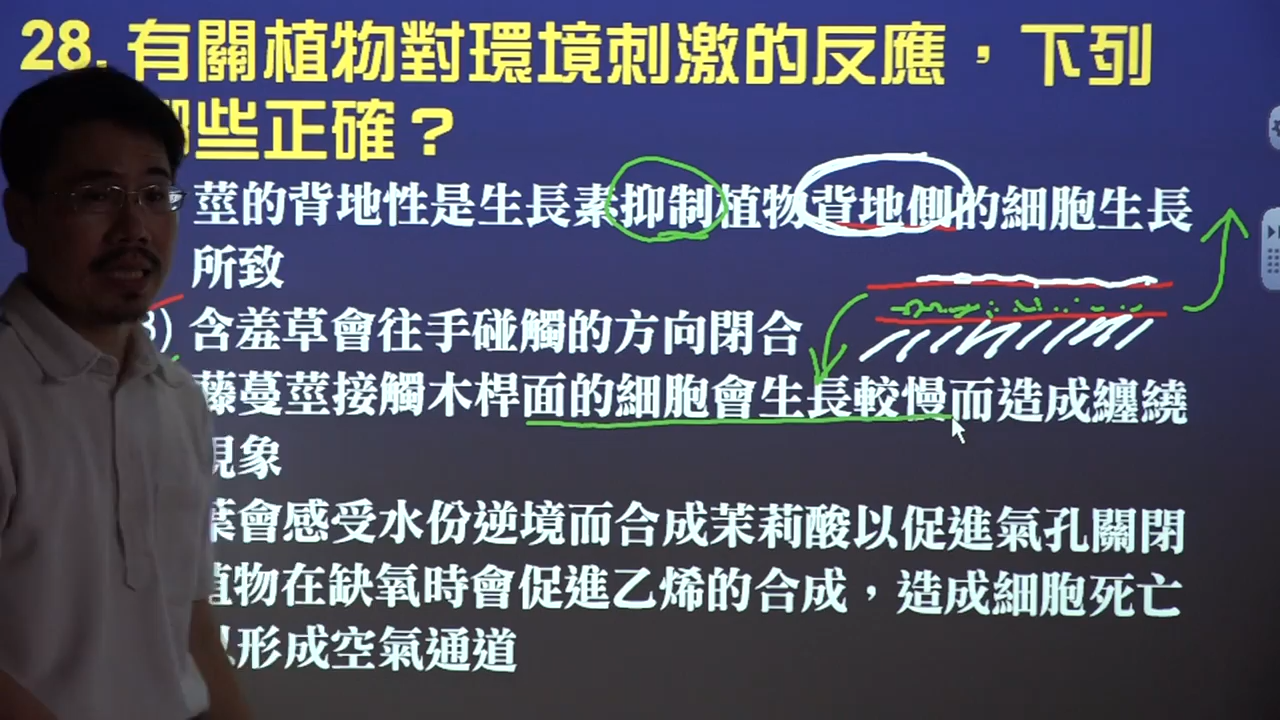 28. 有關植物對環境刺激的反應，下列
些正確？
莖的背地性是生長素抑制植物背地側的細胞生長
所致
) 含羞草會往手碰觸的方向閉合
藤蔓莖接觸木桿面的細胞會生長較慢而造成纏繞
現象
葉會感受水份逆境而合成茉莉酸以促進氣孔關閉
植物在缺氧時會促進乙烯的合成，造成細胞死亡
形成空氣通道